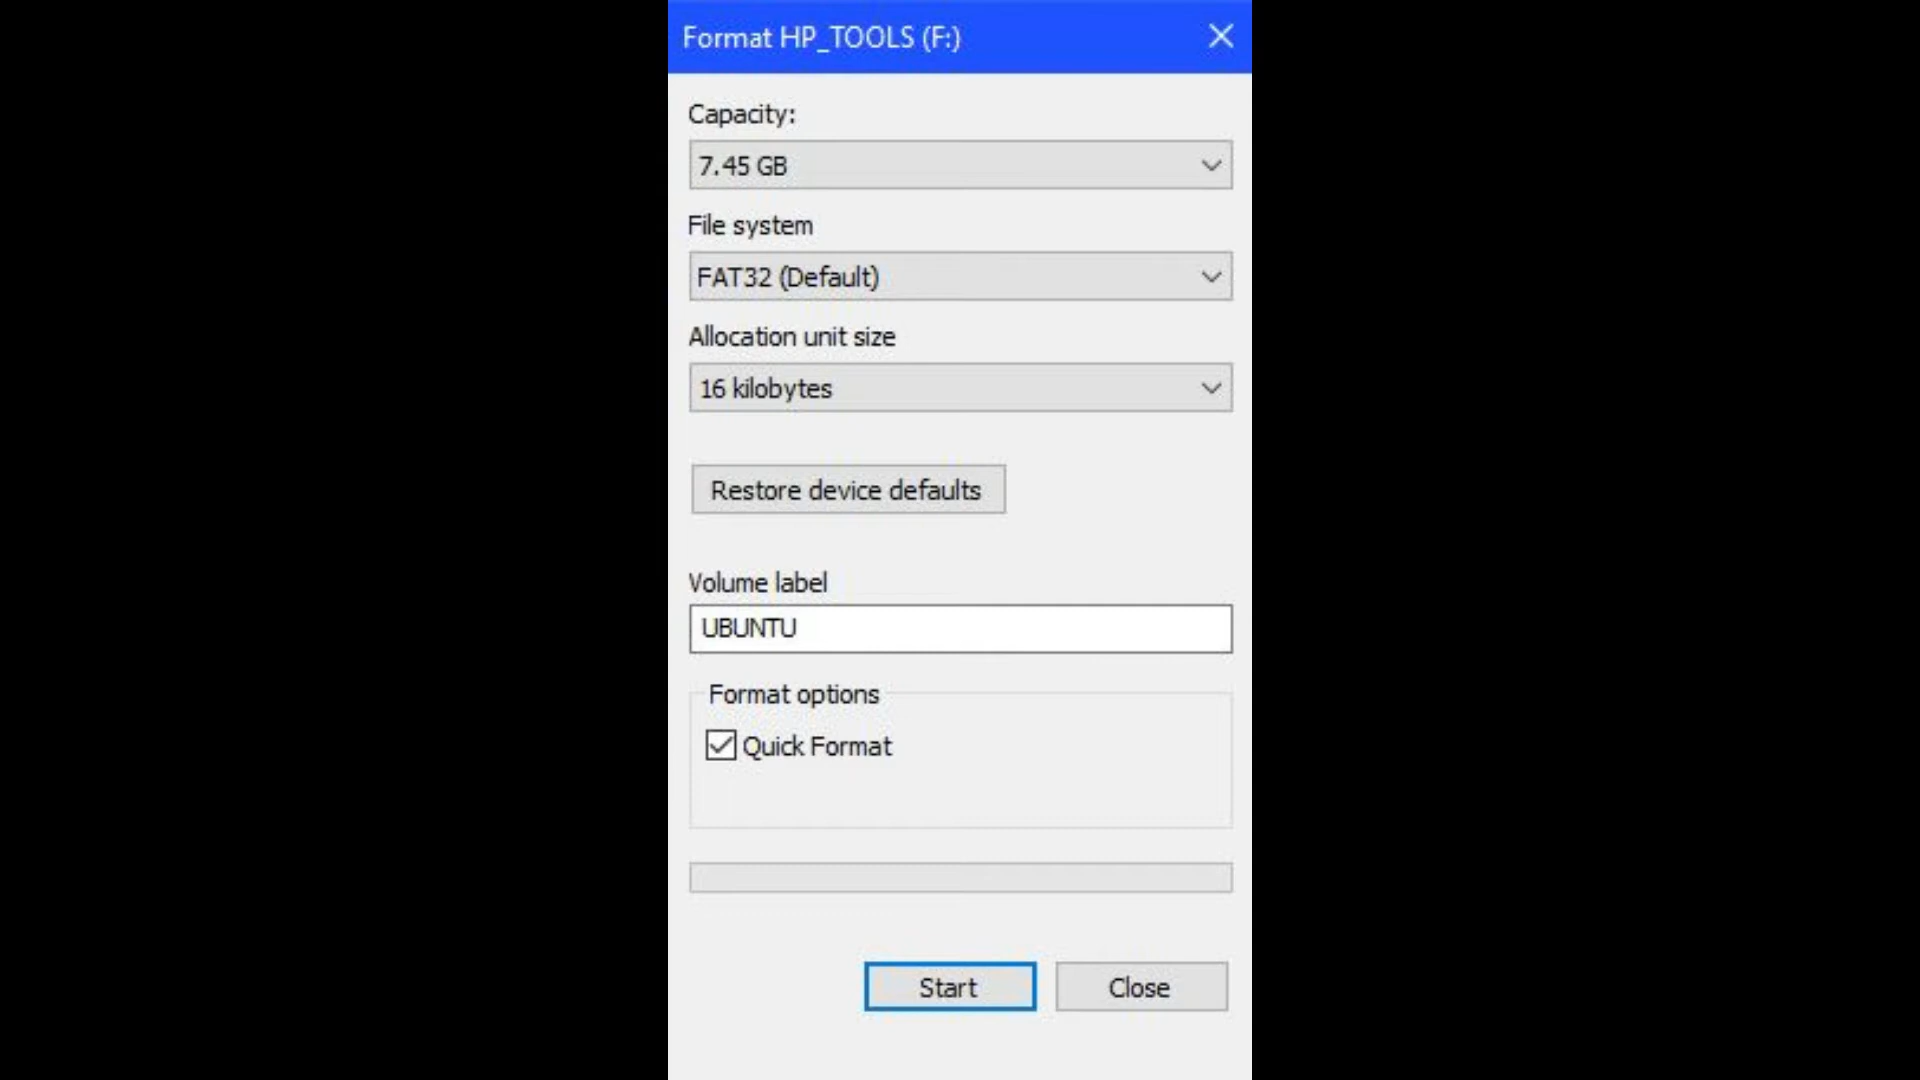 Format HP_TOOLS (F:)
Capacity:
7.45 GB
File system
FAT32 (Default)
Allocation unit size
16 kilobytes
Restore device defaults
Volume label
UBUNTU
Format options
Quick Format
Start
Close